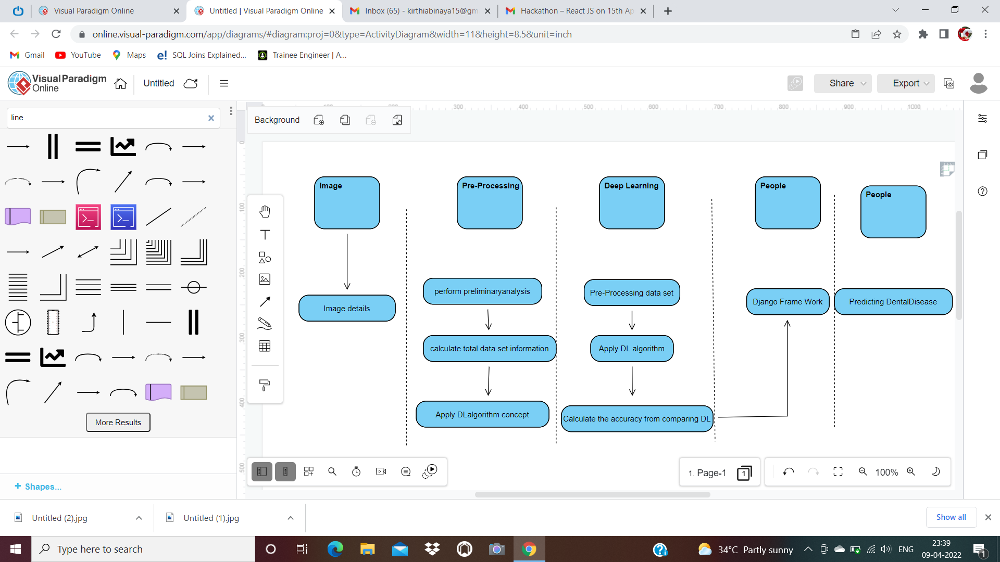 Visual Paradigm Online
Untitled | Visual Paradigm Online
Inbox (65) - kirthiabinaya15@gm
Hackathon – React JS on 15th Ap
online.visual-paradigm.com/app/diagrams/#diagram:proj=0&type=ActivityDiagram&width=11&height=8.5&unit=inch
Gmail
YouTube
Maps
e! SQL Joins Explained...
Trainee Engineer | A...
Visual Paradigm
Online
Untitled
Share
Export
line
Background
100 200 300 400 500 600 700 800 900 1000
0
100
200
300
400
500
Image
Pre-Processing
Deep Learning
People
People
perform preliminaryanalysis
Pre-Processing data set
Django Frame Work
Predicting DentalDisease
Image details
calculate total data set information
Apply DL algorithm
Apply DLalgorithm concept
Calculate the accuracy from comparing DL
More Results
+ Shapes...
1. Page-1
1
100%
Untitled (2).jpg
Untitled (1).jpg
Show all
Type here to search
34°C Partly sunny
ENG
23:39
09-04-2022
1